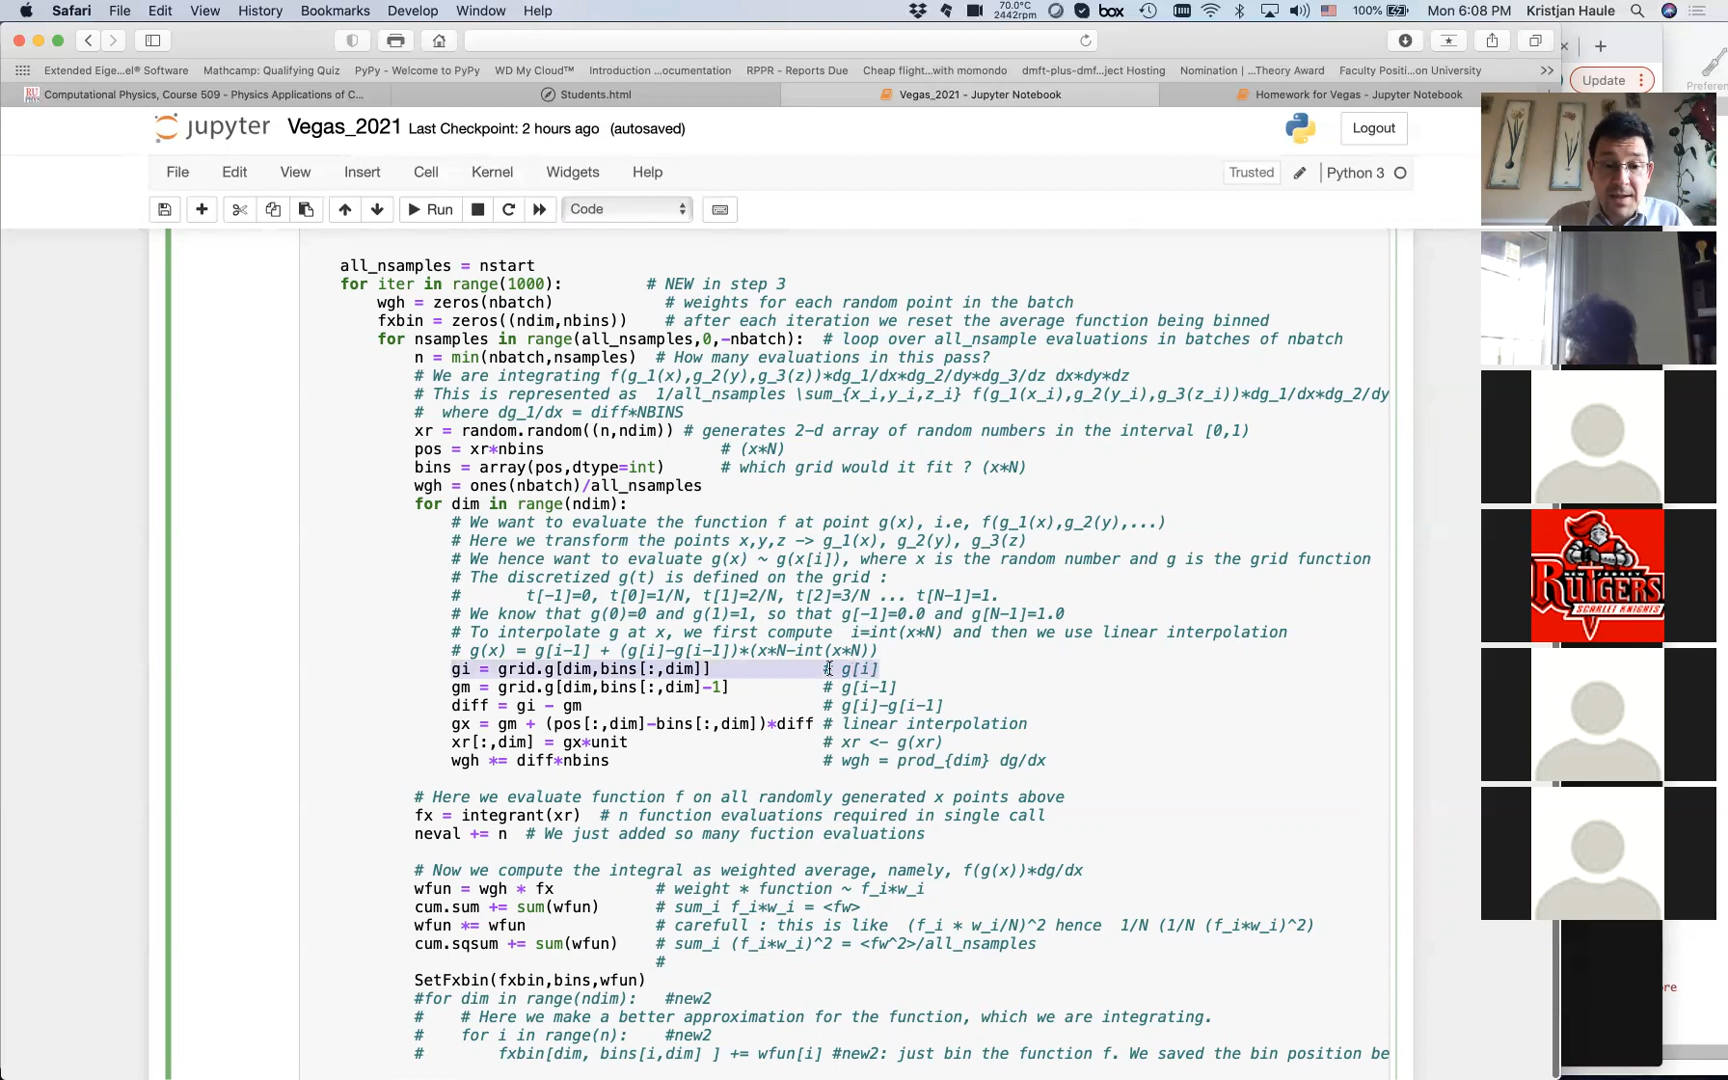 Safari File Edit View History Bookmarks Develop Window Help 70.0°C 2442rpm box 100% Mon 6:08 PM Kristjan Haule
Extended Eige...el® Software Mathcamp: Qualifying Quiz PyPy - Welcome to PyPy WD My Cloud™ Introduction ...ocumentation RPPR - Reports Due Cheap flight...with momondo dmft-plus-dmf...ject Hosting Nomination | ...Theory Award Faculty Positi...on University >> Update
Preferen
Computational Physics, Course 509 - Physics Applications of C... Students.html Vegas_2021 - Jupyter Notebook Homework for Vegas - Jupyter Notebook
jupyter Vegas_2021 Last Checkpoint: 2 hours ago (autosaved) Logout
File Edit View Insert Cell Kernel Widgets Help Trusted Python 3
Run Code
all_nsamples = nstart
for iter in range(1000): # NEW in step 3
wgh = zeros(nbatch) # weights for each random point in the batch
fxbin = zeros((ndim,nbins)) # after each iteration we reset the average function being binned
for nsamples in range(all_nsamples,0,-nbatch): # loop over all_nsample evaluations in batches of nbatch
n = min(nbatch,nsamples) # How many evaluations in this pass?
# We are integrating f(g_1(x),g_2(y),g_3(z))*dg_1/dx*dg_2/dy*dg_3/dz dx*dy*dz
# This is represented as 1/all_nsamples \sum_{x_i,y_i,z_i} f(g_1(x_i),g_2(y_i),g_3(z_i))*dg_1/dx*dg_2/dy
# where dg_1/dx = diff*NBINS
xr = random.random((n,ndim)) # generates 2-d array of random numbers in the interval [0,1)
pos = xr*nbins # (x*N)
bins = array(pos,dtype=int) # which grid would it fit ? (x*N)
wgh = ones(nbatch)/all_nsamples
for dim in range(ndim):
# We want to evaluate the function f at point g(x), i.e, f(g_1(x),g_2(y),...)
# Here we transform the points x,y,z -> g_1(x), g_2(y), g_3(z)
# We hence want to evaluate g(x) ~ g(x[i]), where x is the random number and g is the grid function
# The discretized g(t) is defined on the grid :
# t[-1]=0, t[0]=1/N, t[1]=2/N, t[2]=3/N ... t[N-1]=1.
# We know that g(0)=0 and g(1)=1, so that g[-1]=0.0 and g[N-1]=1.0
# To interpolate g at x, we first compute i=int(x*N) and then we use linear interpolation
# g(x) = g[i-1] + (g[i]-g[i-1])*(x*N-int(x*N))
gi = grid.g[dim,bins[:,dim]] # g[i]
gm = grid.g[dim,bins[:,dim]-1] # g[i-1]
diff = gi - gm # g[i]-g[i-1]
gx = gm + (pos[:,dim]-bins[:,dim])*diff # linear interpolation
xr[:,dim] = gx*unit # xr <- g(xr)
wgh *= diff*nbins # wgh = prod_{dim} dg/dx
# Here we evaluate function f on all randomly generated x points above
fx = integrant(xr) # n function evaluations required in single call
neval += n # We just added so many fuction evaluations
# Now we compute the integral as weighted average, namely, f(g(x))*dg/dx
wfun = wgh * fx # weight * function ~ f_i*w_i
cum.sum += sum(wfun) # sum_i f_i*w_i = <fw>
wfun *= wfun # carefull : this is like (f_i * w_i/N)^2 hence 1/N (1/N (f_i*w_i)^2)
cum.sqsum += sum(wfun) # sum_i (f_i*w_i)^2 = <fw^2>/all_nsamples
#
SetFxbin(fxbin,bins,wfun)
#for dim in range(ndim): #new2
# # Here we make a better approximation for the function, which we are integrating.
# for i in range(n): #new2
# fxbin[dim, bins[i,dim] ] += wfun[i] #new2: just bin the function f. We saved the bin position be
RUTGERS
SCARLET KNIGHTS
ore